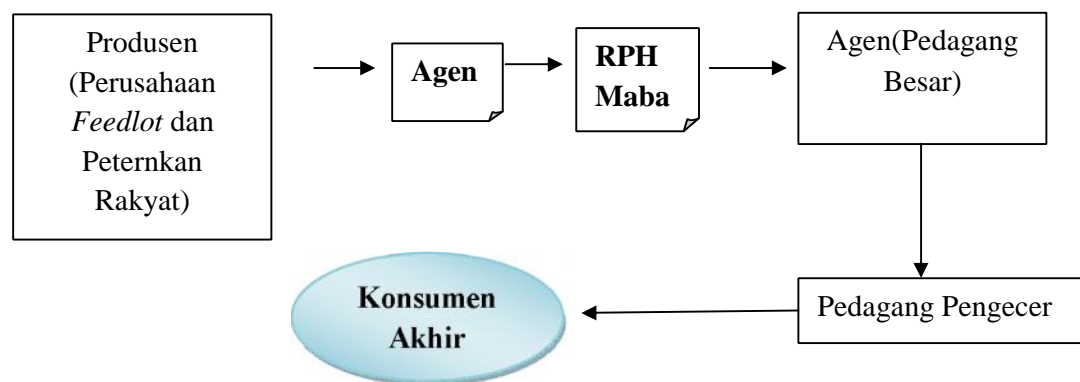 Produsen
(Perusahaan
Feedlot dan
Peternkan
Rakyat)
Agen
RPH
Maba
Agen(Pedagang
Besar)
Pedagang Pengecer
Konsumen
Akhir